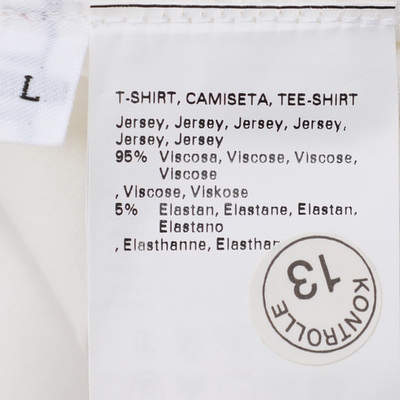 L
T-SHIRT, CAMISETA, TEE-SHIRT
Jersey, Jersey, Jersey, Jersey,
Jersey, Jersey
95% Viscosa, Viscose, Viscose,
Viscose
, Viscose, Viskose
5% Elastan, Elastane, Elastan,
Elastano
, Elasthanne,
13
KONTROLLE